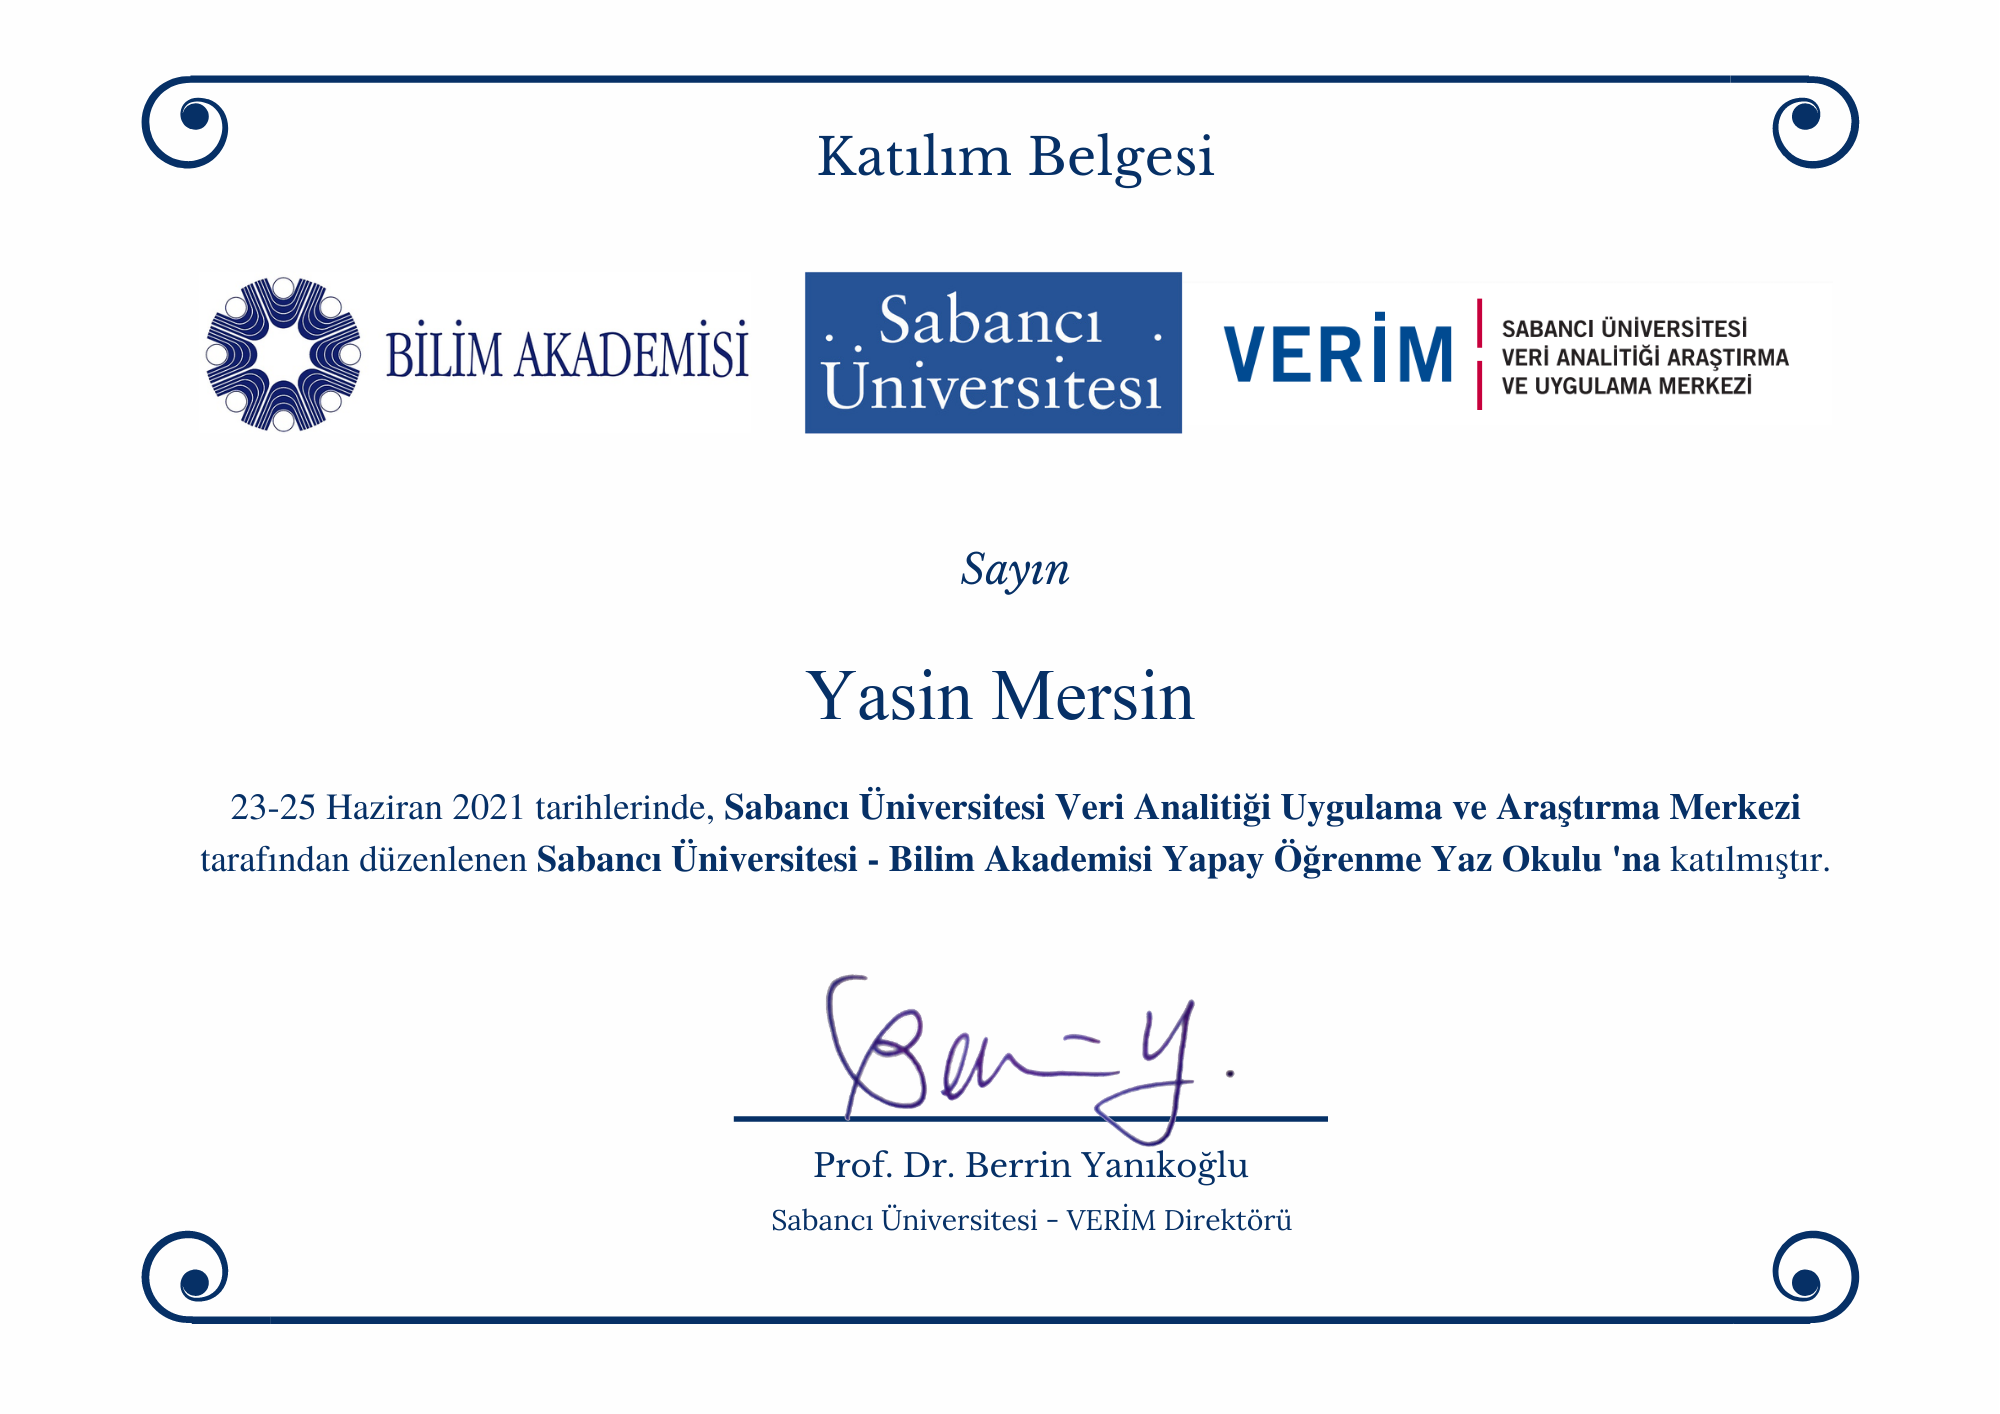 Katılım Belgesi
BİLİM AKADEMİSİ
Sabancı
Üniversitesi
VERİM
SABANCI ÜNİVERSİTESİ
VERİ ANALİTİĞİ ARAŞTIRMA
VE UYGULAMA MERKEZİ
Sayın
Yasin Mersin
23-25 Haziran 2021 tarihlerinde, Sabancı Üniversitesi Veri Analitiği Uygulama ve Araştırma Merkezi
tarafından düzenlenen Sabancı Üniversitesi - Bilim Akademisi Yapay Öğrenme Yaz Okulu 'na katılmıştır.
Berrin Y.
Prof. Dr. Berrin Yanıkoğlu
Sabancı Üniversitesi - VERİM Direktörü